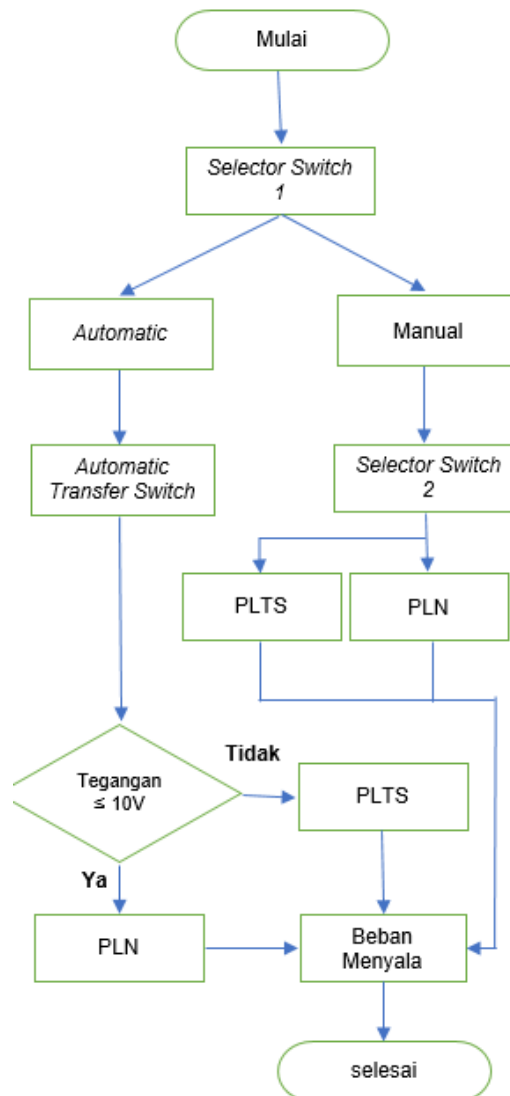 Mulai
Selector Switch
1
Automatic
Manual
Automatic
Transfer Switch
Selector Switch
2
PLTS
PLN
Tidak
Tegangan
≤ 10V
PLTS
Ya
PLN
Beban
Menyala
selesai